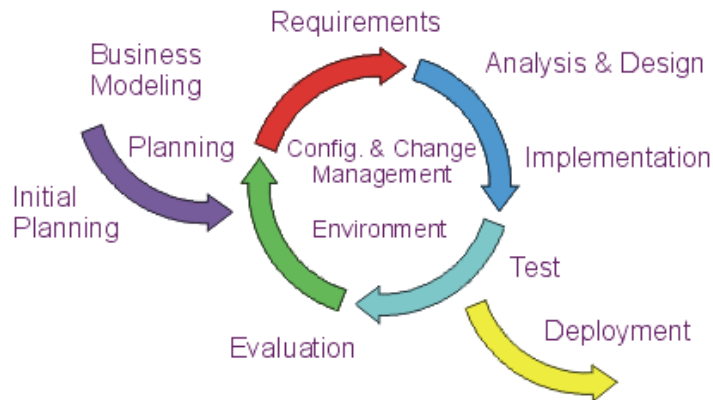 Requirements
Business
Modeling
Analysis & Design
Planning
Config. & Change
Management
Implementation
Initial
Planning
Environment
Test
Evaluation
Deployment